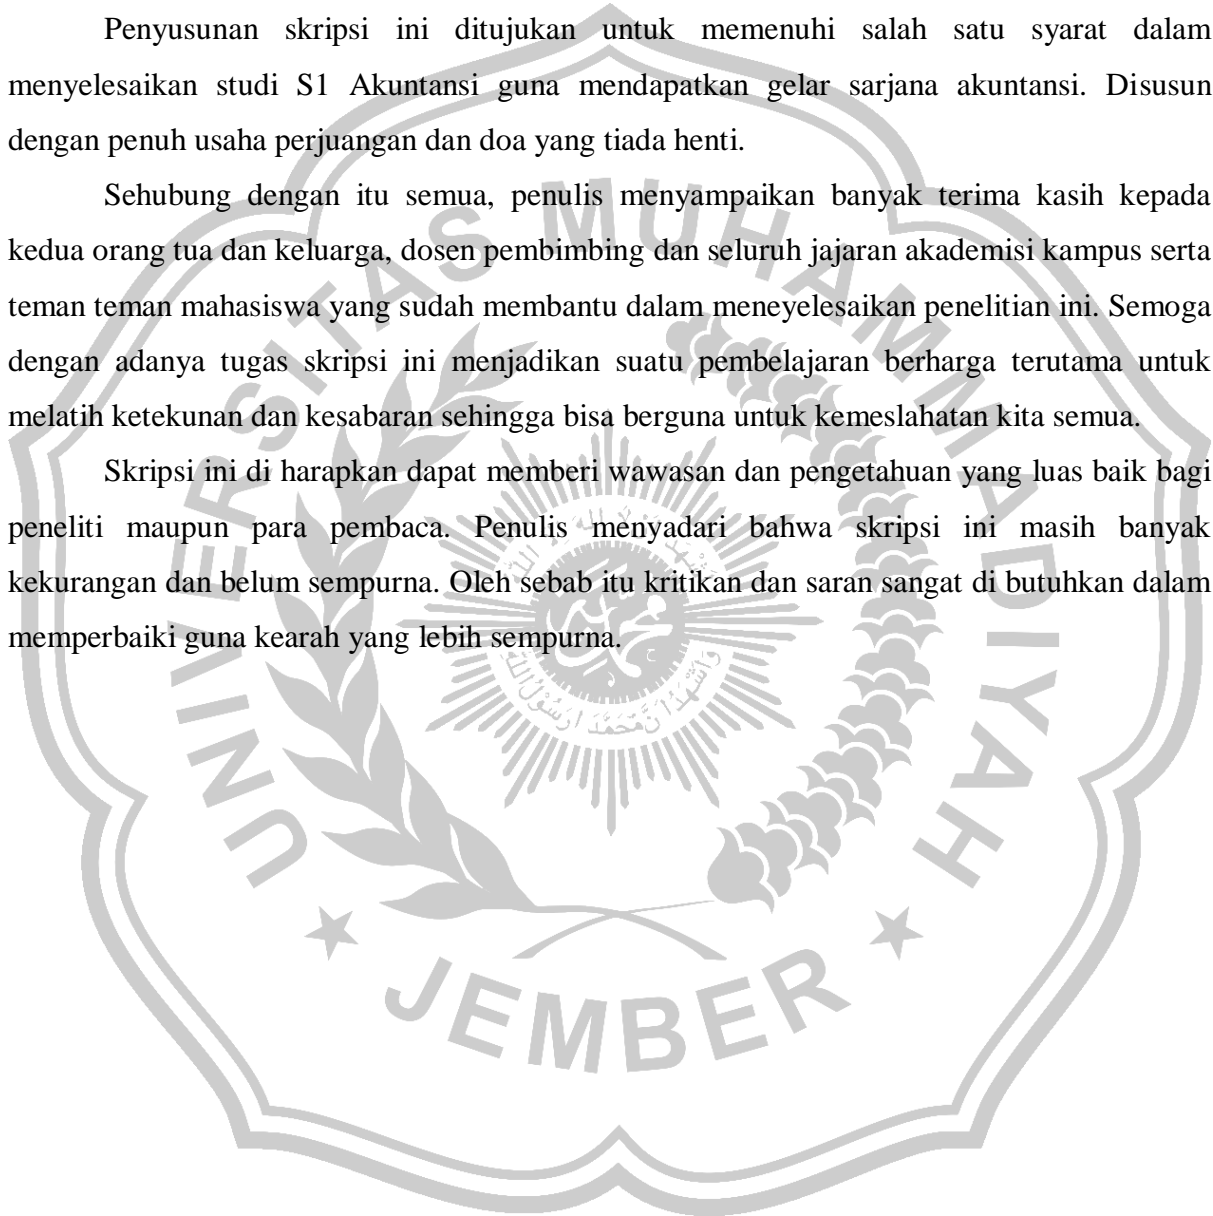 Penyusunan skripsi ini ditujukan untuk memenuhi salah satu syarat dalam
menyelesaikan studi S1 Akuntansi guna mendapatkan gelar sarjana akuntansi. Disusun
dengan penuh usaha perjuangan dan doa yang tiada henti.
Sehubung dengan itu semua, penulis menyampaikan banyak terima kasih kepada
kedua orang tua dan keluarga, dosen pembimbing dan seluruh jajaran akademisi kampus serta
teman teman mahasiswa yang sudah membantu dalam meneyelesaikan penelitian ini. Semoga
dengan adanya tugas skripsi ini menjadikan suatu pembelajaran berharga terutama untuk
melatih ketekunan dan kesabaran sehingga bisa berguna untuk kemeslahatan kita semua.
Skripsi ini di harapkan dapat memberi wawasan dan pengetahuan yang luas baik bagi
peneliti maupun para pembaca. Penulis menyadari bahwa skripsi ini masih banyak
kekurangan dan belum sempurna. Oleh sebab itu kritikan dan saran sangat di butuhkan dalam
memperbaiki guna kearah yang lebih sempurna.
UNIVERSITAS MUHAMMADIYAH
JEMBER